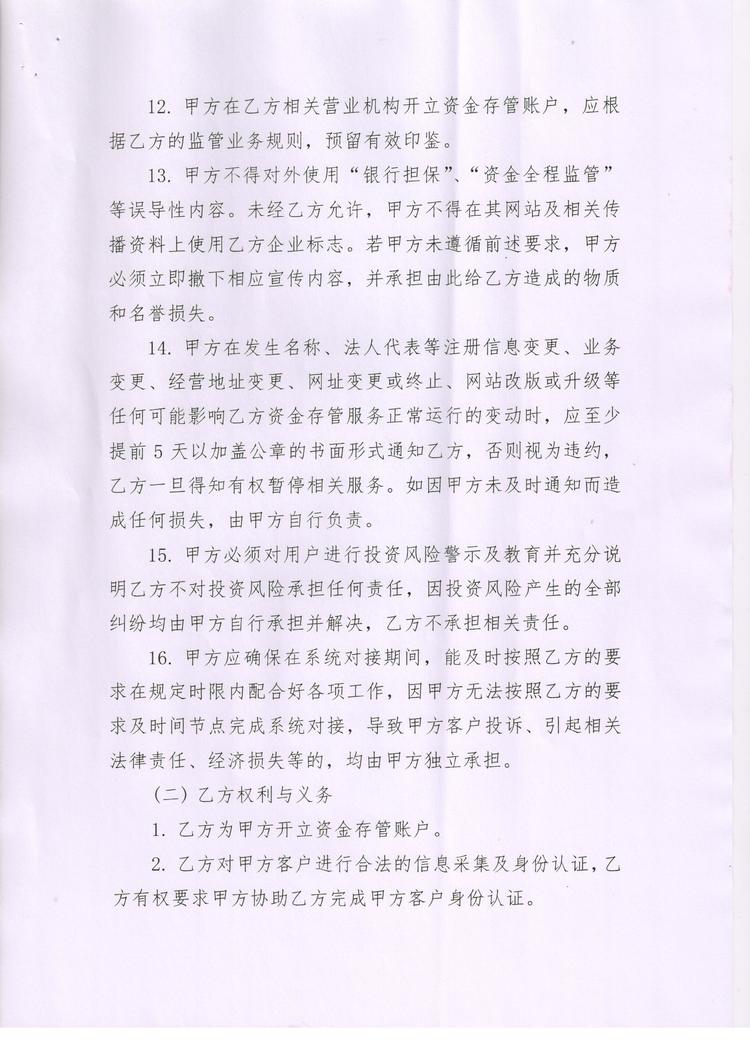 12. 甲方在乙方相关营业机构开立资金存管账户，应根
据乙方的监管业务规则，预留有效印鉴。
13. 甲方不得对外使用“银行担保”、“资金全程监管”
等误导性内容。未经乙方允许，甲方不得在其网站及相关传
播资料上使用乙方企业标志。若甲方未遵循前述要求，甲方
必须立即撤下相应宣传内容，并承担由此给乙方造成的物质
和名誉损失。
14. 甲方在发生名称、法人代表等注册信息变更、业务
变更、经营地址变更、网址变更或终止、网站改版或升级等
任何可能影响乙方资金存管服务正常运行的变动时，应至少
提前 5 天以加盖公章的书面形式通知乙方，否则视为违约，
乙方一旦得知有权暂停相关服务。如因甲方未及时通知而造
成任何损失，由甲方自行负责。
15. 甲方必须对用户进行投资风险警示及教育并充分说
明乙方不对投资风险承担任何责任，因投资风险产生的全部
纠纷均由甲方自行承担并解决，乙方不承担相关责任。
16. 甲方应确保在系统对接期间，能及时按照乙方的要
求在规定时限内配合好各项工作，因甲方无法按照乙方的要
求及时间节点完成系统对接，导致甲方客户投诉、引起相关
法律责任、经济损失等的，均由甲方独立承担。
(二) 乙方权利与义务
1. 乙方为甲方开立资金存管账户。
2. 乙方对甲方客户进行合法的信息采集及身份认证，乙
方有权要求甲方协助乙方完成甲方客户身份认证。